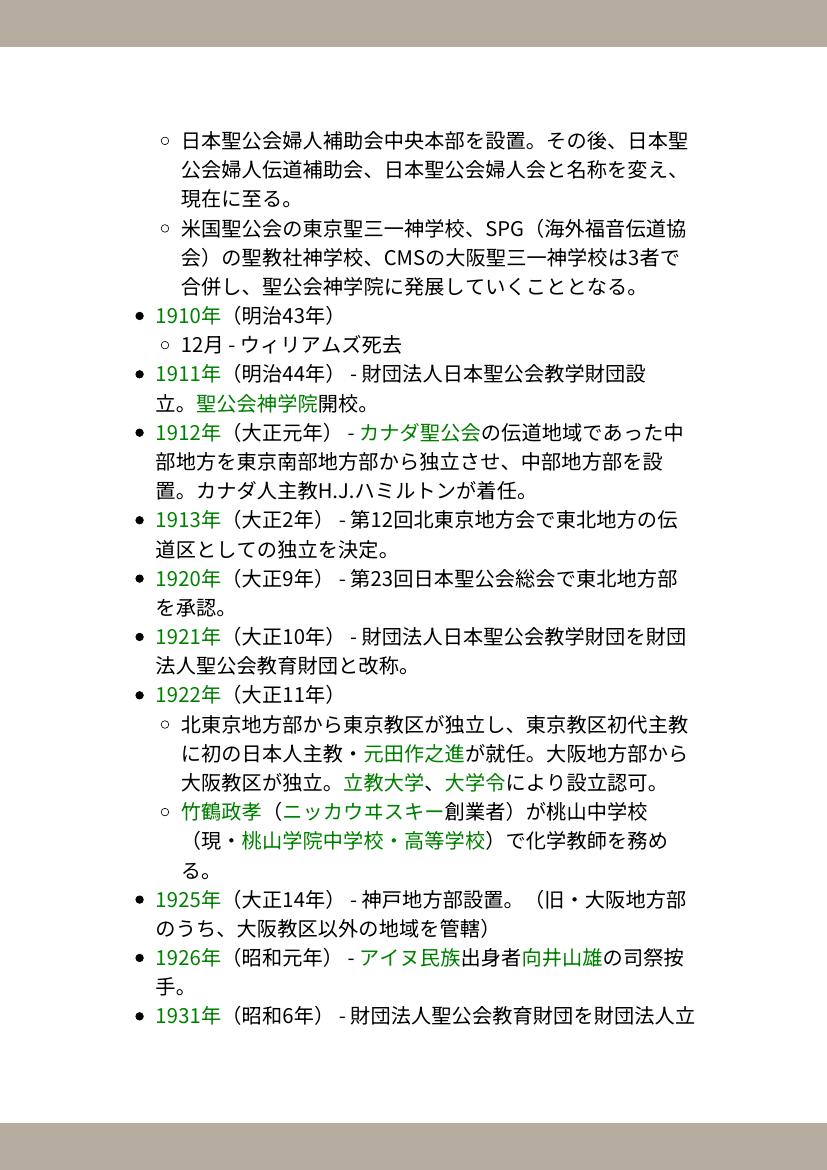 日本聖公会婦人補助会中央本部を設置。その後、日本聖
公会婦人伝道補助会、日本聖公会婦人会と名称を変え、
現在に至る。
米国聖公会の東京聖三一神学校、SPG（海外福音伝道協
会）の聖教社神学校、CMSの大阪聖三一神学校は3者で
合併し、聖公会神学院に発展していくこととなる。
1910年（明治43年）
12月 - ウィリアムズ死去
1911年（明治44年） - 財団法人日本聖公会教学財団設
立。聖公会神学院開校。
1912年（大正元年） - カナダ聖公会の伝道地域であった中
部地方を東京南部地方部から独立させ、中部地方部を設
置。カナダ人主教H.J.ハミルトンが着任。
1913年（大正2年） - 第12回北東京地方会で東北地方の伝
道区としての独立を決定。
1920年（大正9年） - 第23回日本聖公会総会で東北地方部
を承認。
1921年（大正10年） - 財団法人日本聖公会教学財団を財団
法人聖公会教育財団と改称。
1922年（大正11年）
北東京地方部から東京教区が独立し、東京教区初代主教
に初の日本人主教・元田作之進が就任。大阪地方部から
大阪教区が独立。立教大学、大学令により設立認可。
竹鶴政孝（ニッカウヰスキー創業者）が桃山中学校
（現・桃山学院中学校・高等学校）で化学教師を務め
る。
1925年（大正14年） - 神戸地方部設置。（旧・大阪地方部
のうち、大阪教区以外の地域を管轄）
1926年（昭和元年） - アイヌ民族出身者向井山雄の司祭按
手。
1931年（昭和6年） - 財団法人聖公会教育財団を財団法人立